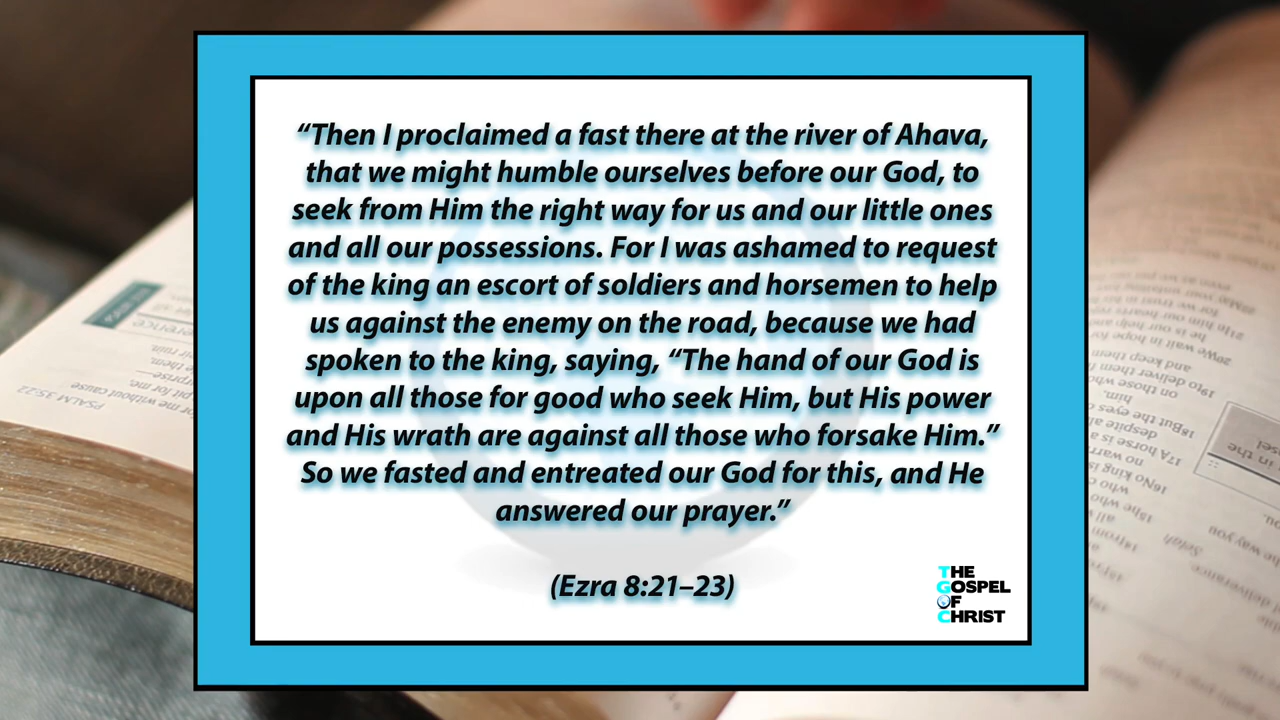 “Then I proclaimed a fast there at the river of Ahava,
that we might humble ourselves before our God, to
seek from Him the right way for us and our little ones
and all our possessions. For I was ashamed to request
of the king an escort of soldiers and horsemen to help
us against the enemy on the road, because we had
spoken to the king, saying, “The hand of our God is
upon all those for good who seek Him, but His power
and His wrath are against all those who forsake Him.”
So we fasted and entreated our God for this, and He
answered our prayer.”
(Ezra 8:21–23)
THE
GOSPEL
OF
CHRIST
PSALM 35:22